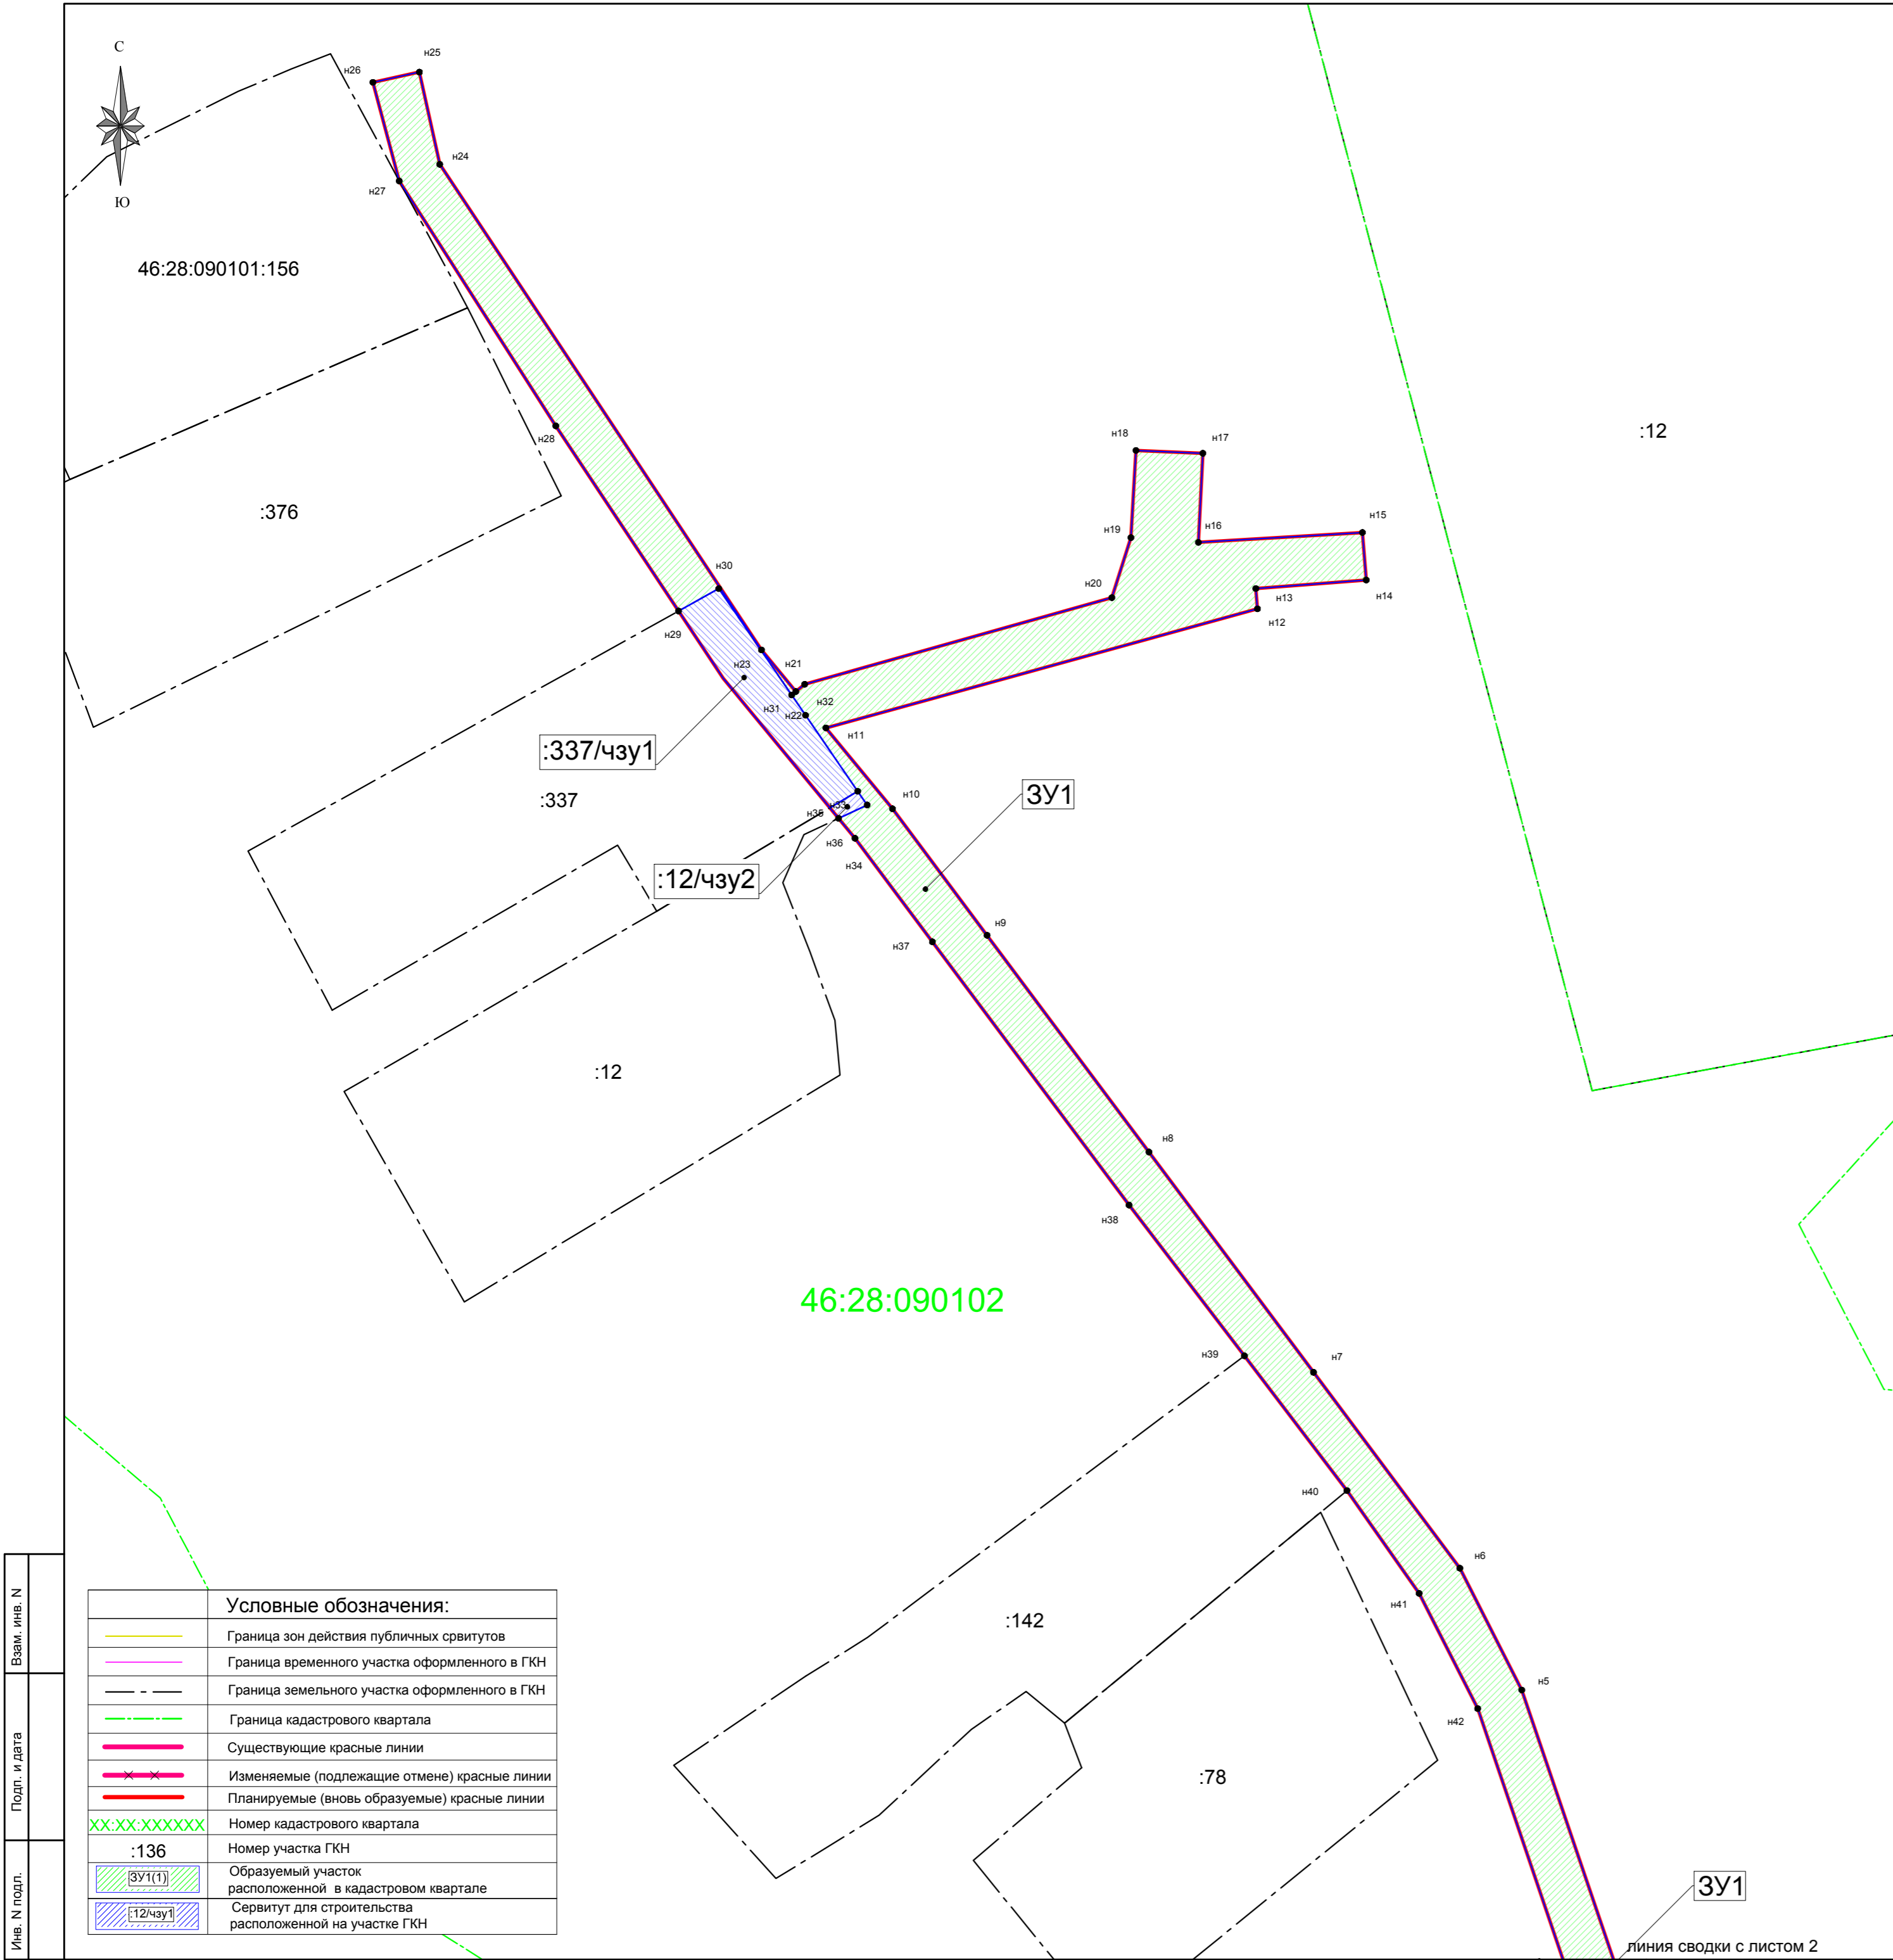 С
Ю
н25
н26
н24
н27
46:28:090101:156
:12
н18
н17
н28
:376
н15
н19
н16
н30
н20
н13
н14
н29
н12
н23
н21
н31
н22
н32
н11
:337/чзу1
:337
ЗУ1
н10
н33
н35
н36
н34
:12/чзу2
н9
н37
:12
н8
н38
46:28:090102
н39
н7
н40
н6
н41
:142
н5
н42
:78
ЗУ1
линия сводки с листом 2
Взам. инв. N
Подп. и дата
Инв. N подл.
Условные обозначения:
Граница зон действия публичных срвитутов
Граница временного участка оформленного в ГКН
Граница земельного участка оформленного в ГКН
Граница кадастрового квартала
Существующие красные линии
Изменяемые (подлежащие отмене) красные линии
Планируемые (вновь образуемые) красные линии
XX:XX:XXXXXX Номер кадастрового квартала
:136 Номер участка ГКН
ЗУ1(1) Образуемый участок
расположенной в кадастровом квартале
:12/чзу1 Сервитут для строительства
расположенной на участке ГКН